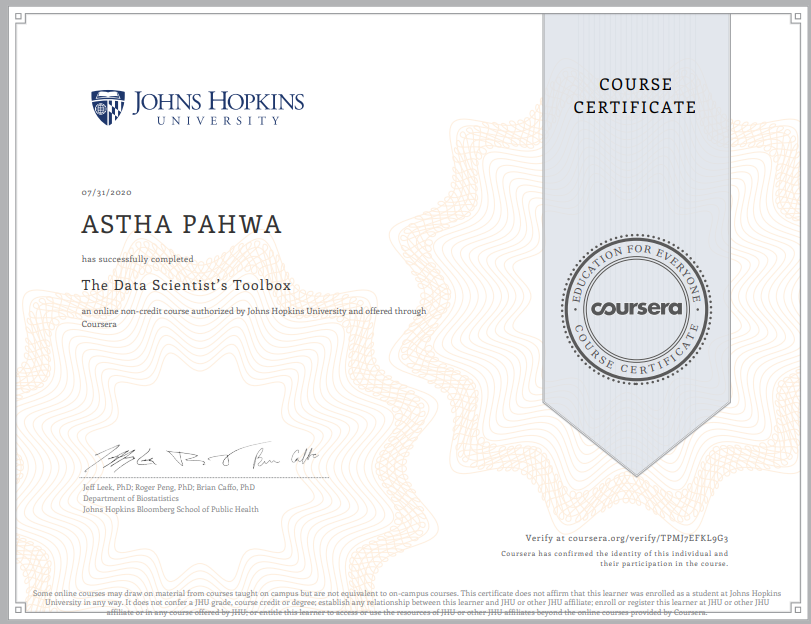 JOHNS HOPKINS
UNIVERSITY
COURSE
CERTIFICATE
07/31/2020
ASTHA PAHWA
has successfully completed
The Data Scientist's Toolbox
an online non-credit course authorized by Johns Hopkins University and offered through
Coursera
EDUCATION FOR EVERYONE
coursera
COURSE CERTIFICATE
Jeff Leek, PhD; Roger Peng, PhD; Brian Caffo, PhD
Department of Biostatistics
Johns Hopkins Bloomberg School of Public Health
Verify at coursera.org/verify/TPMJ7EFKL9G3
Coursera has confirmed the identity of this individual and
their participation in the course.
Some online courses may draw on material from courses taught on campus but are not equivalent to on-campus courses. This certificate does not affirm that this learner was enrolled as a student at Johns Hopkins
University in any way. It does not confer a JHU grade, course credit or degree; establish any relationship between this learner and JHU or other JHU affiliate; enroll or register this learner at JHU or other JHU
affiliate or in any course offered by JHU; or entitle this learner to access or use the resources of JHU or other JHU affiliates beyond the online courses provided by Coursera.